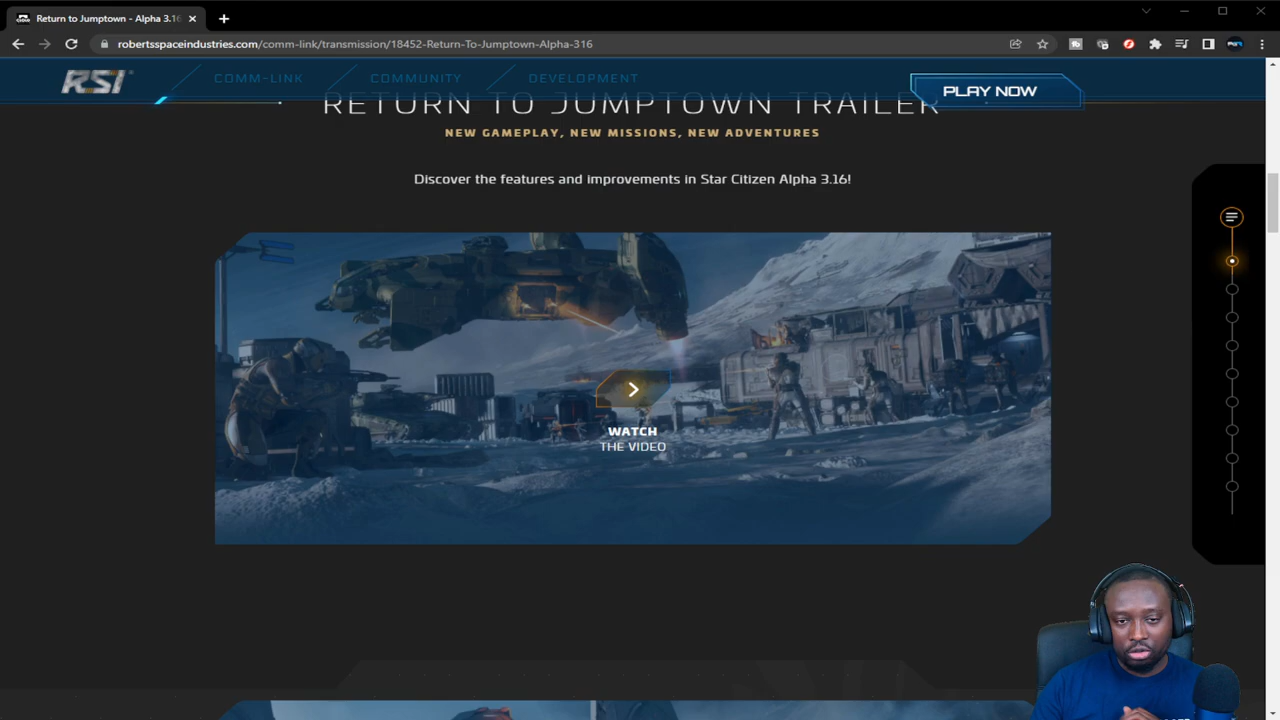 Return to Jumptown - Alpha 3.16
robertsspaceindustries.com/comm-link/transmission/18452-Return-To-Jumptown-Alpha-316
RSI
COMM-LINK
COMMUNITY
DEVELOPMENT
PLAY NOW
RETURN TO JUMPTOWN TRAILER
NEW GAMEPLAY, NEW MISSIONS, NEW ADVENTURES
Discover the features and improvements in Star Citizen Alpha 3.16!
WATCH
THE VIDEO